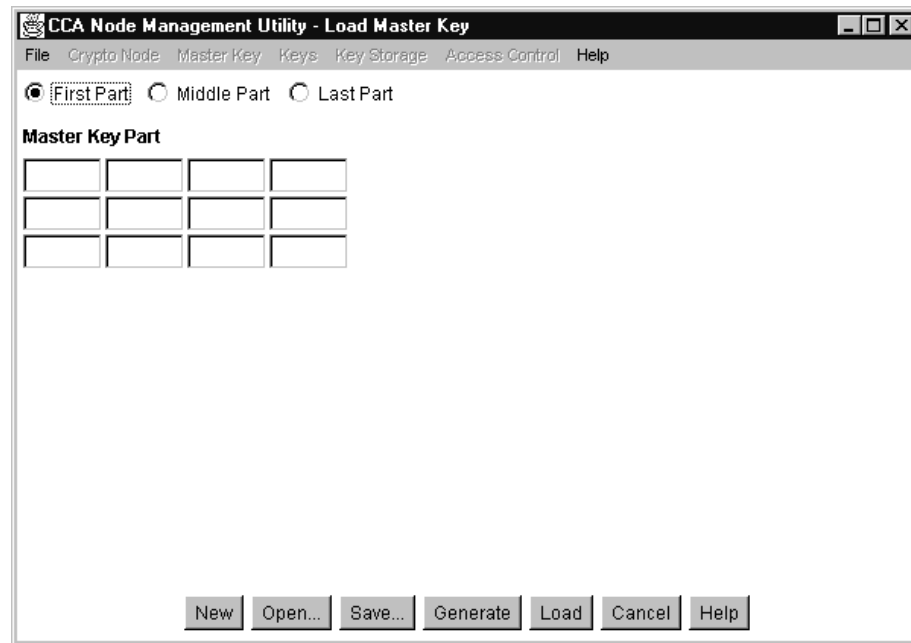 CCA Node Management Utility - Load Master Key
File Crypto Node Master Key Keys Key Storage Access Control Help
First Part Middle Part Last Part
Master Key Part
New Open... Save... Generate Load Cancel Help